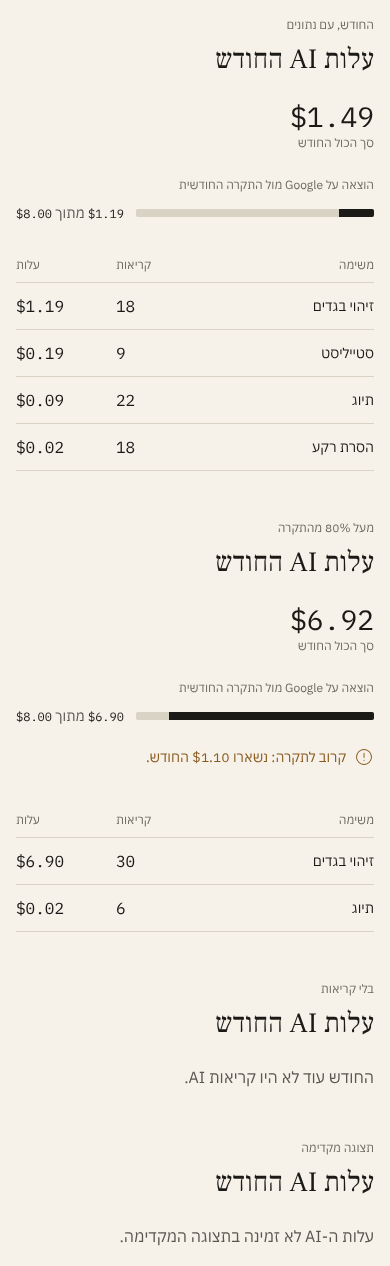 החודש, עם נתונים
עלות AI החודש
$1.49
סך הכול החודש
הוצאה על Google מול התקרה החודשית
$1.19 מתוך $8.00
משימה קריאות עלות
זיהוי בגדים 18 $1.19
סטייליסט 9 $0.19
תיוג 22 $0.09
הסרת רקע 18 $0.02
מעל 80% מהתקרה
עלות AI החודש
$6.92
סך הכול החודש
הוצאה על Google מול התקרה החודשית
$6.90 מתוך $8.00
קרוב לתקרה: נשארו $1.10 החודש.
משימה קריאות עלות
זיהוי בגדים 30 $6.90
תיוג 6 $0.02
בלי קריאות
עלות AI החודש
החודש עוד לא היו קריאות AI.
תצוגה מקדימה
עלות AI החודש
עלות ה-AI לא זמינה בתצוגה המקדימה.